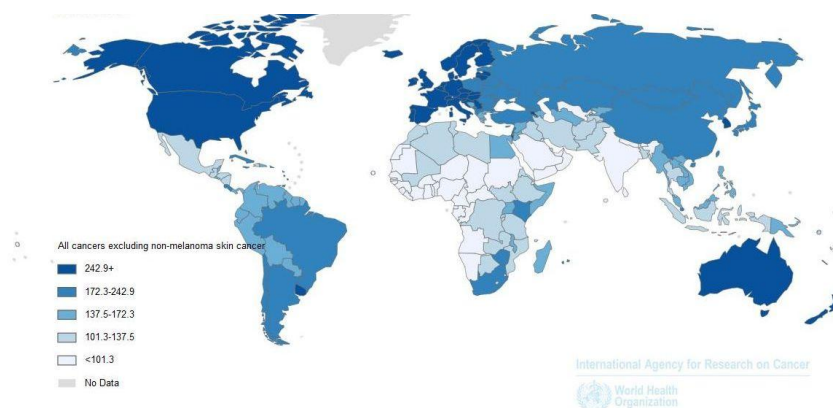 All cancers excluding non-melanoma skin cancer
242.9+
172.3-242.9
137.5-172.3
101.3-137.5
<101.3
No Data
International Agency for Research on Cancer
World Health
Organization